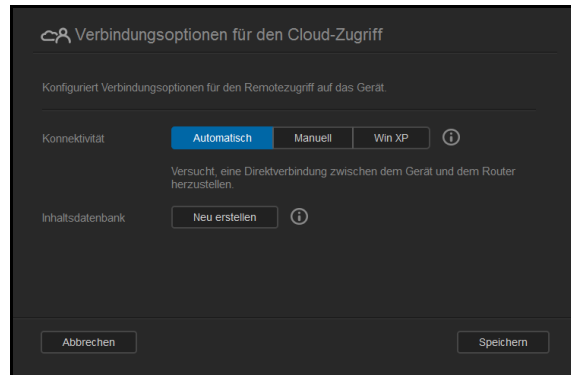 Verbindungsoptionen für den Cloud-Zugriff
Konfiguriert Verbindungsoptionen für den Remotezugriff auf das Gerät.
Konnektivität
Automatisch Manuell Win XP
Versucht, eine Direktverbindung zwischen dem Gerät und dem Router
herzustellen.
Inhaltsdatenbank
Neu erstellen
Abbrechen
Speichern